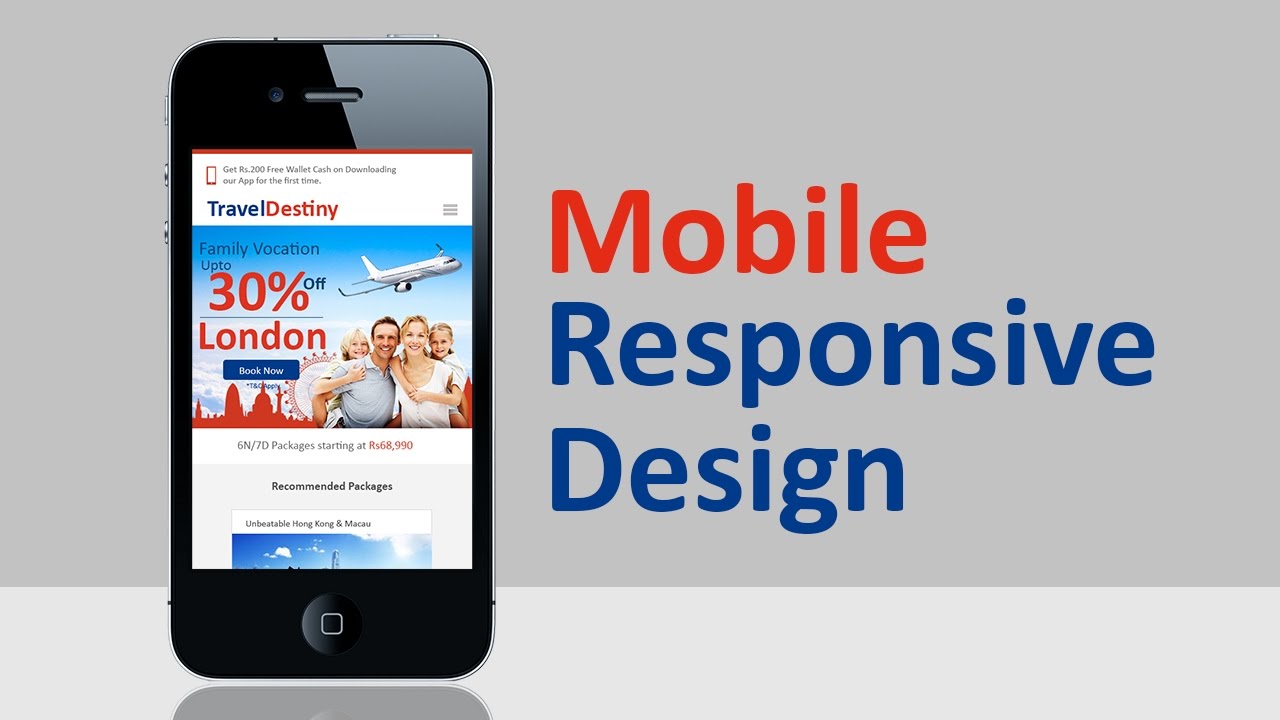 Get Rs.200 Free Wallet Cash on Downloading
our App for the first time.
TravelDestiny
Family Vocation
Upto
30% Off
London
Book Now
*T&C Apply
6N/7D Packages starting at Rs68,990
Recommended Packages
Unbeatable Hong Kong & Macau
Mobile
Responsive
Design